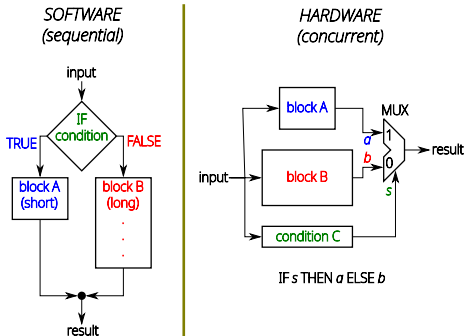 SOFTWARE
(sequential)
input
IF
condition
TRUE
FALSE
block A
(short)
block B
(long)
.
.
.
result
HARDWARE
(concurrent)
block A
MUX
a
1
b
0
block B
input
result
s
condition C
IF s THEN a ELSE b